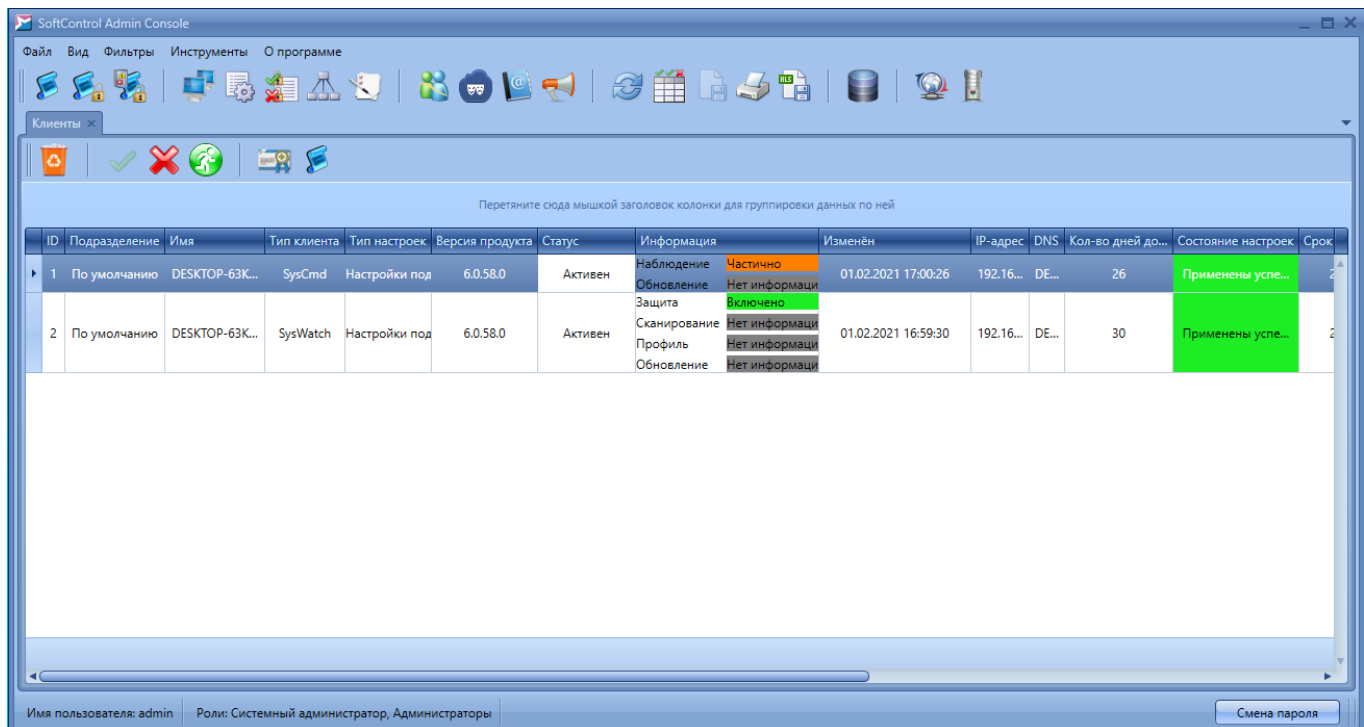 SoftControl Admin Console
Файл Вид Фильтры Инструменты О программе
XLS
Клиенты
Перетяните сюда мышкой заголовок колонки для группировки данных по ней
ID Подразделение Имя Тип клиента Тип настроек Версия продукта Статус Информация Изменён IP-адрес DNS Кол-во дней до... Состояние настроек Срок
1 По умолчанию DESKTOP-63K... SysCmd Настройки под 6.0.58.0 Активен Наблюдение Частично 01.02.2021 17:00:26 192.16... DE... 26 Применены успе... 2
Обновление Нет информаци
2 По умолчанию DESKTOP-63K... SysWatch Настройки под 6.0.58.0 Активен Защита Включено 01.02.2021 16:59:30 192.16... DE... 30 Применены успе... 2
Сканирование Нет информаци
Профиль Нет информаци
Обновление Нет информаци
Имя пользователя: admin Роли: Системный администратор, Администраторы Смена пароля